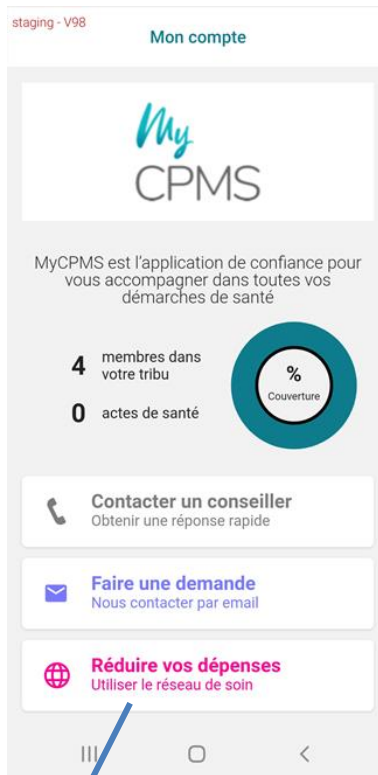 staging - V98
Mon compte
My
CPMS
MyCPMS est l'application de confiance pour
vous accompagner dans toutes vos
démarches de santé
4 membres dans
votre tribu
0 actes de santé
%
Couverture
Contacter un conseiller
Obtenir une réponse rapide
Faire une demande
Nous contacter par email
Réduire vos dépenses
Utiliser le réseau de soin